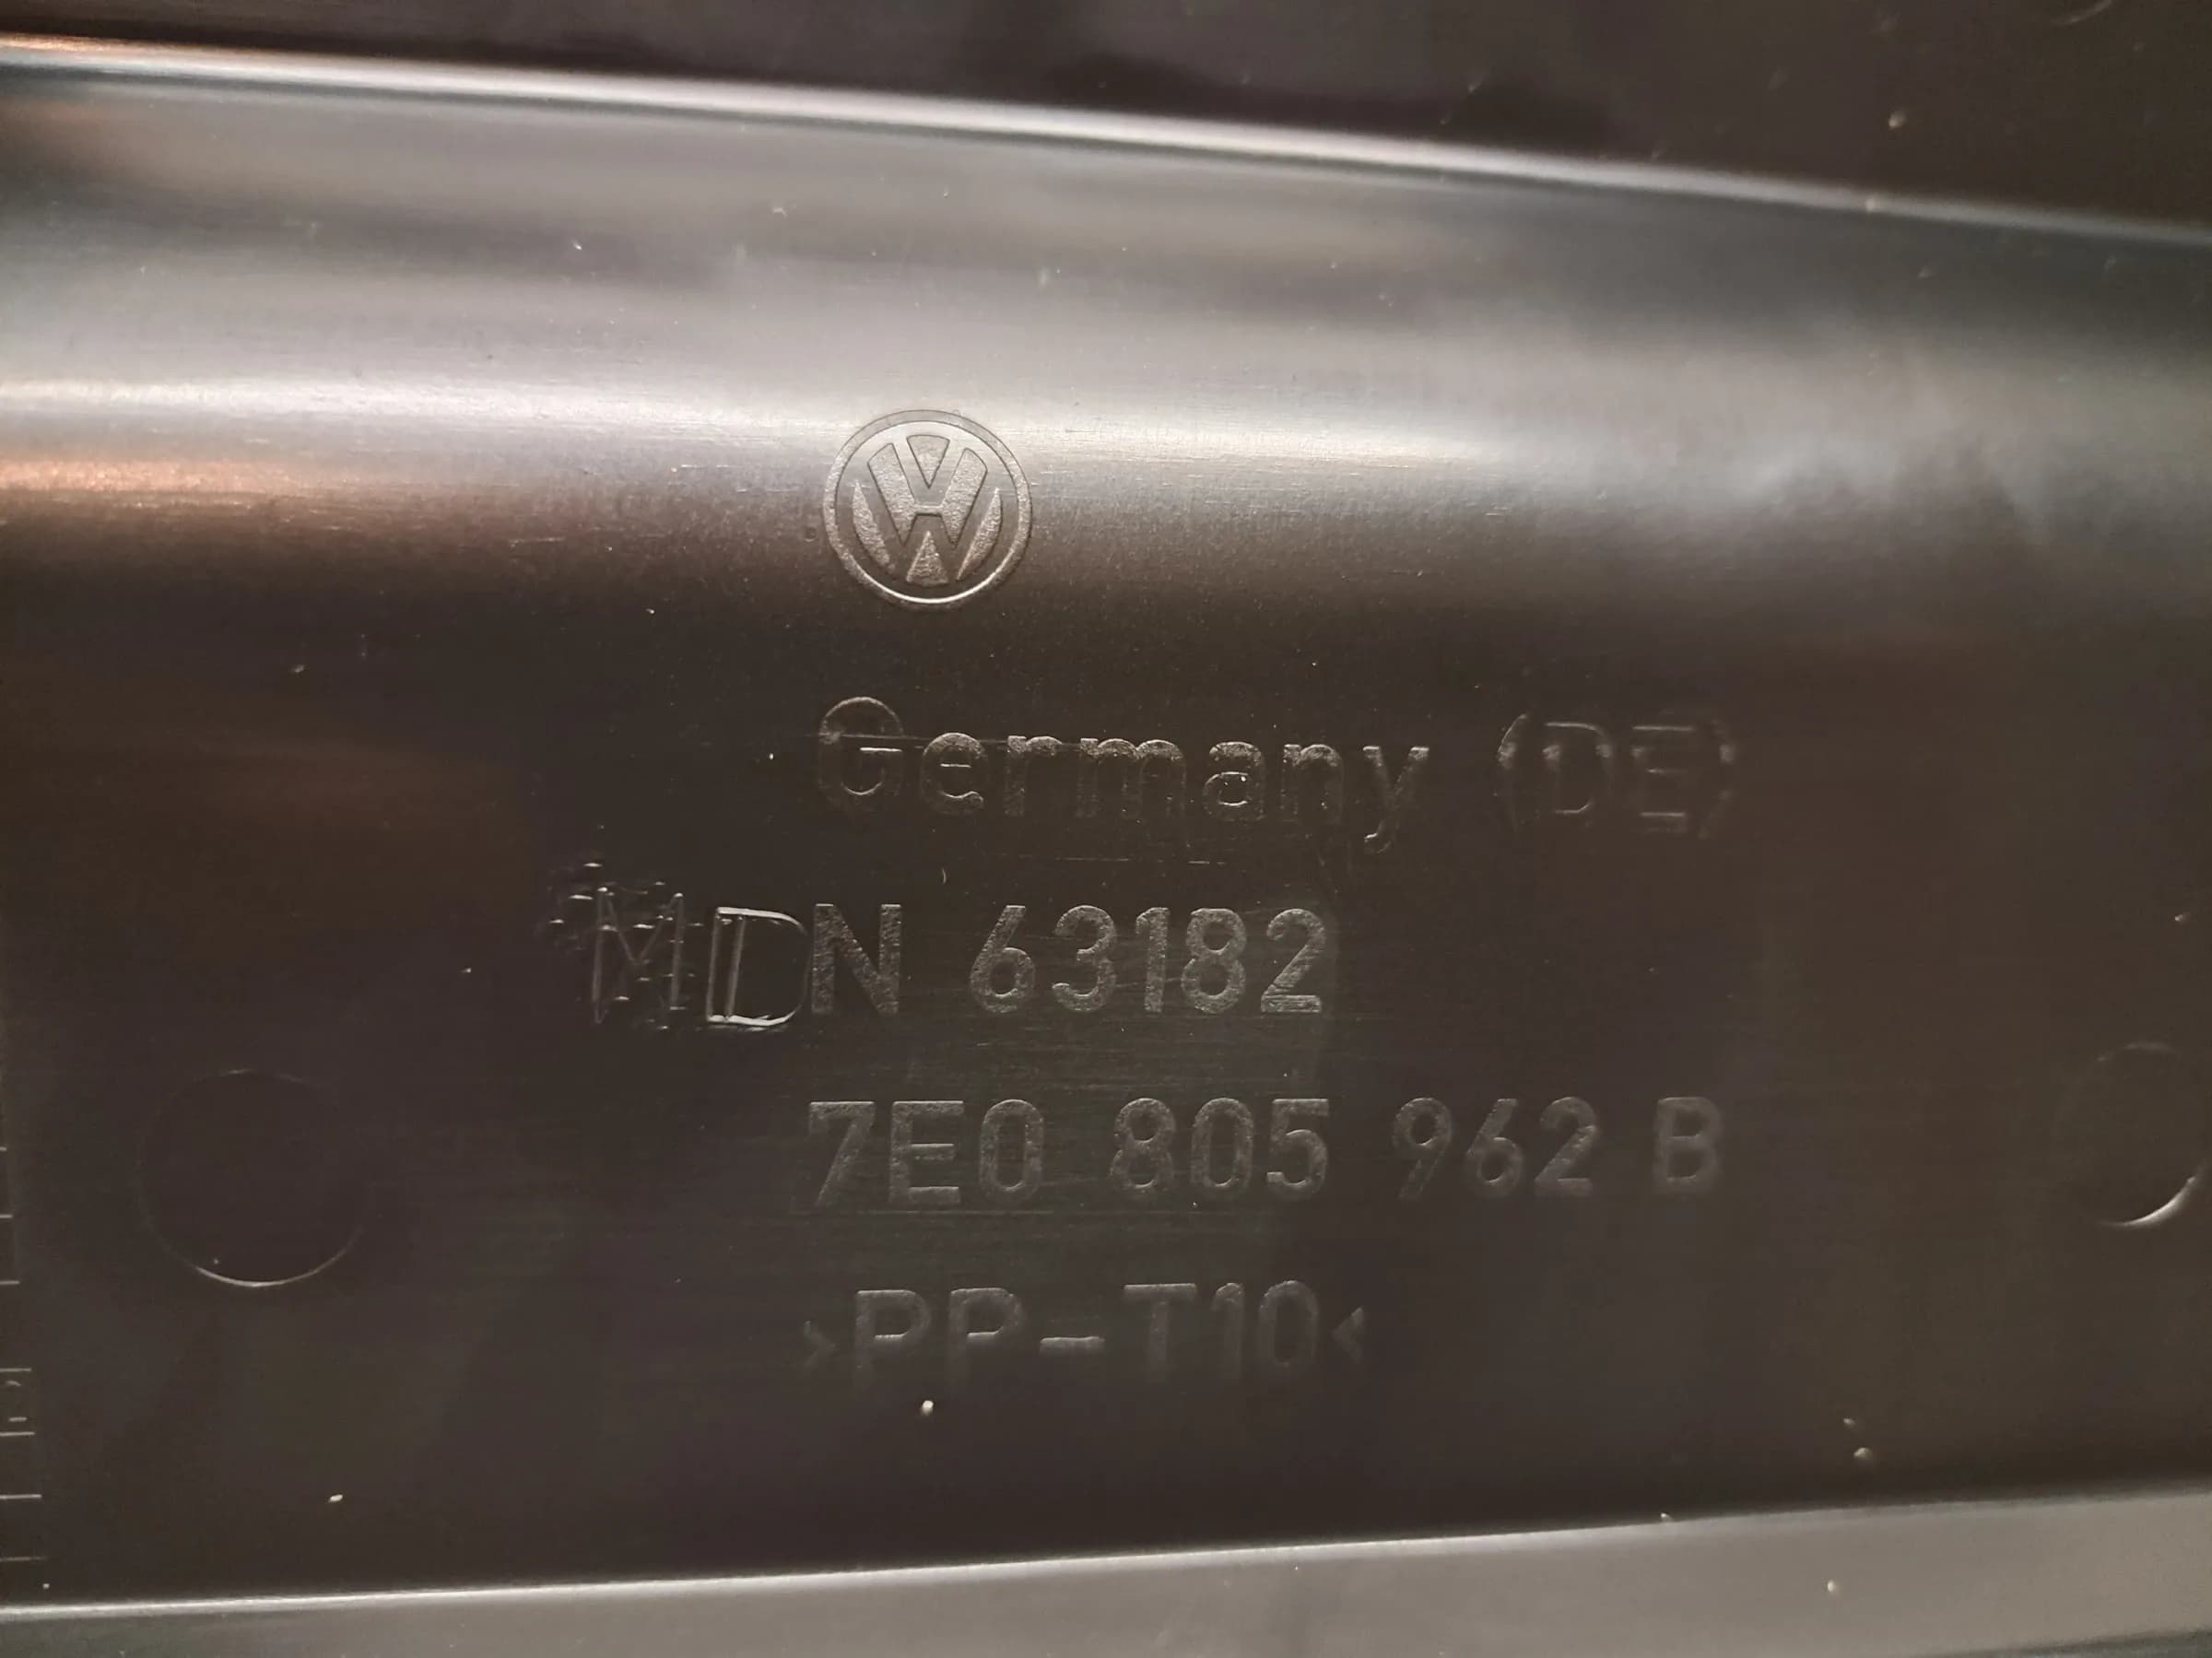 Germany (DE)
MDN 63182
7E0 805 962 B
>PP-T10<